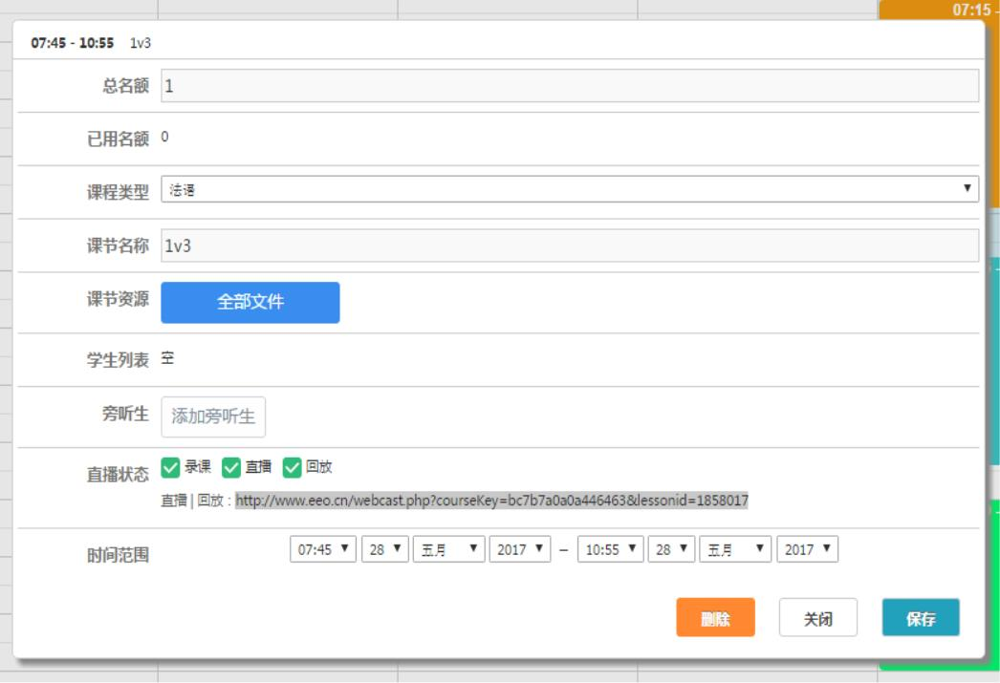 07:15 -
07:45 - 10:55 1v3
总名额 1
已用名额 0
课程类型 法语
课节名称 1v3
课节资源 全部文件
学生列表 空
旁听生 添加旁听生
直播状态 录课 直播 回放
直播 | 回放 : http://www.eeo.cn/webcast.php?courseKey=bc7b7a0a0a446463&lessonid=1858017
时间范围 07:45 28 五月 2017 – 10:55 28 五月 2017
删除 关闭 保存